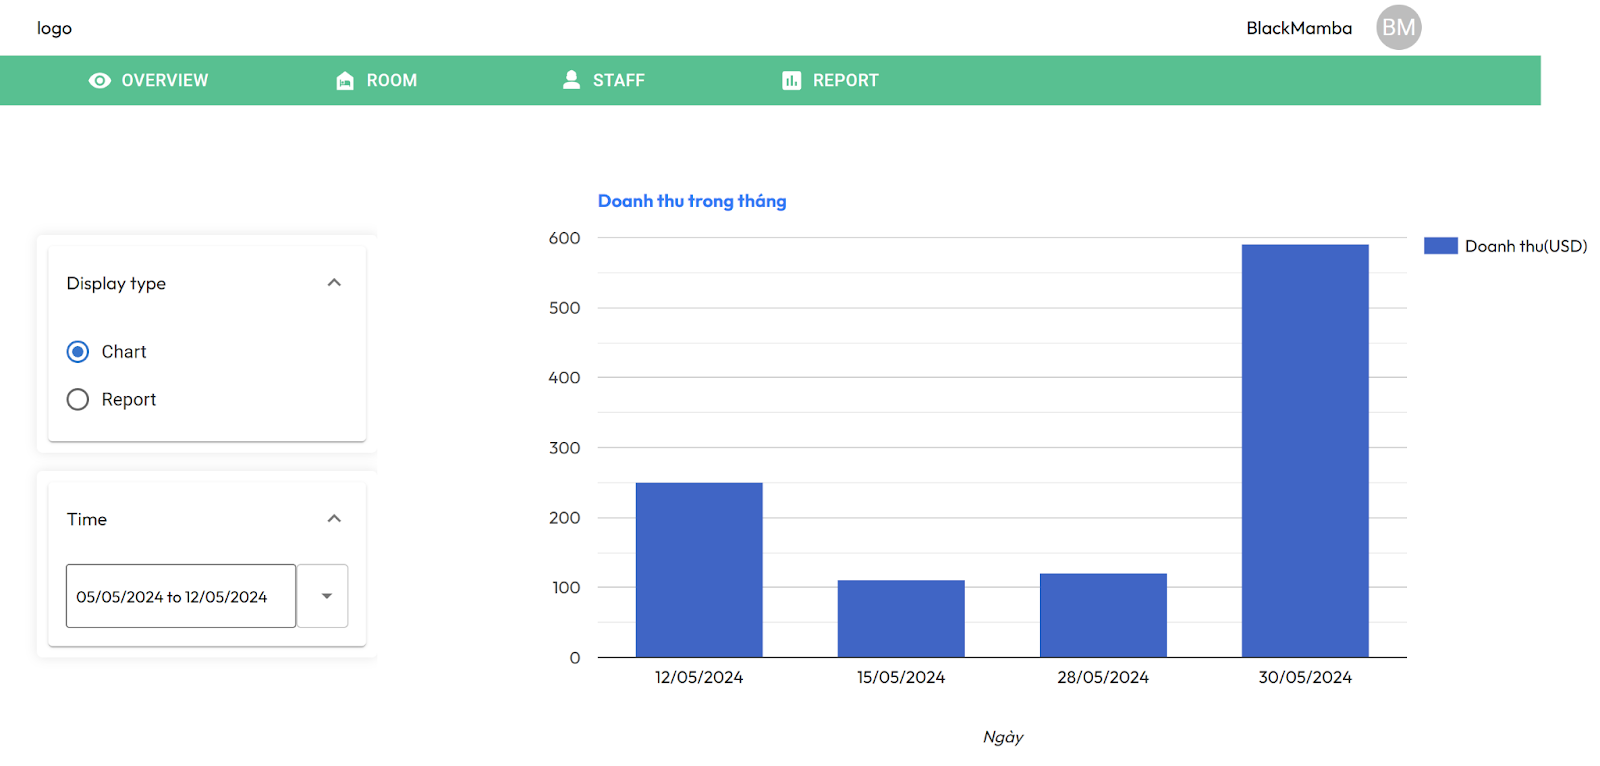 logo
BlackMamba BM
OVERVIEW ROOM STAFF REPORT
Display type
Chart
Report
Time
05/05/2024 to 12/05/2024
Doanh thu trong tháng
600
500
400
300
200
100
0
12/05/2024 15/05/2024 28/05/2024 30/05/2024
Ngày
Doanh thu(USD)